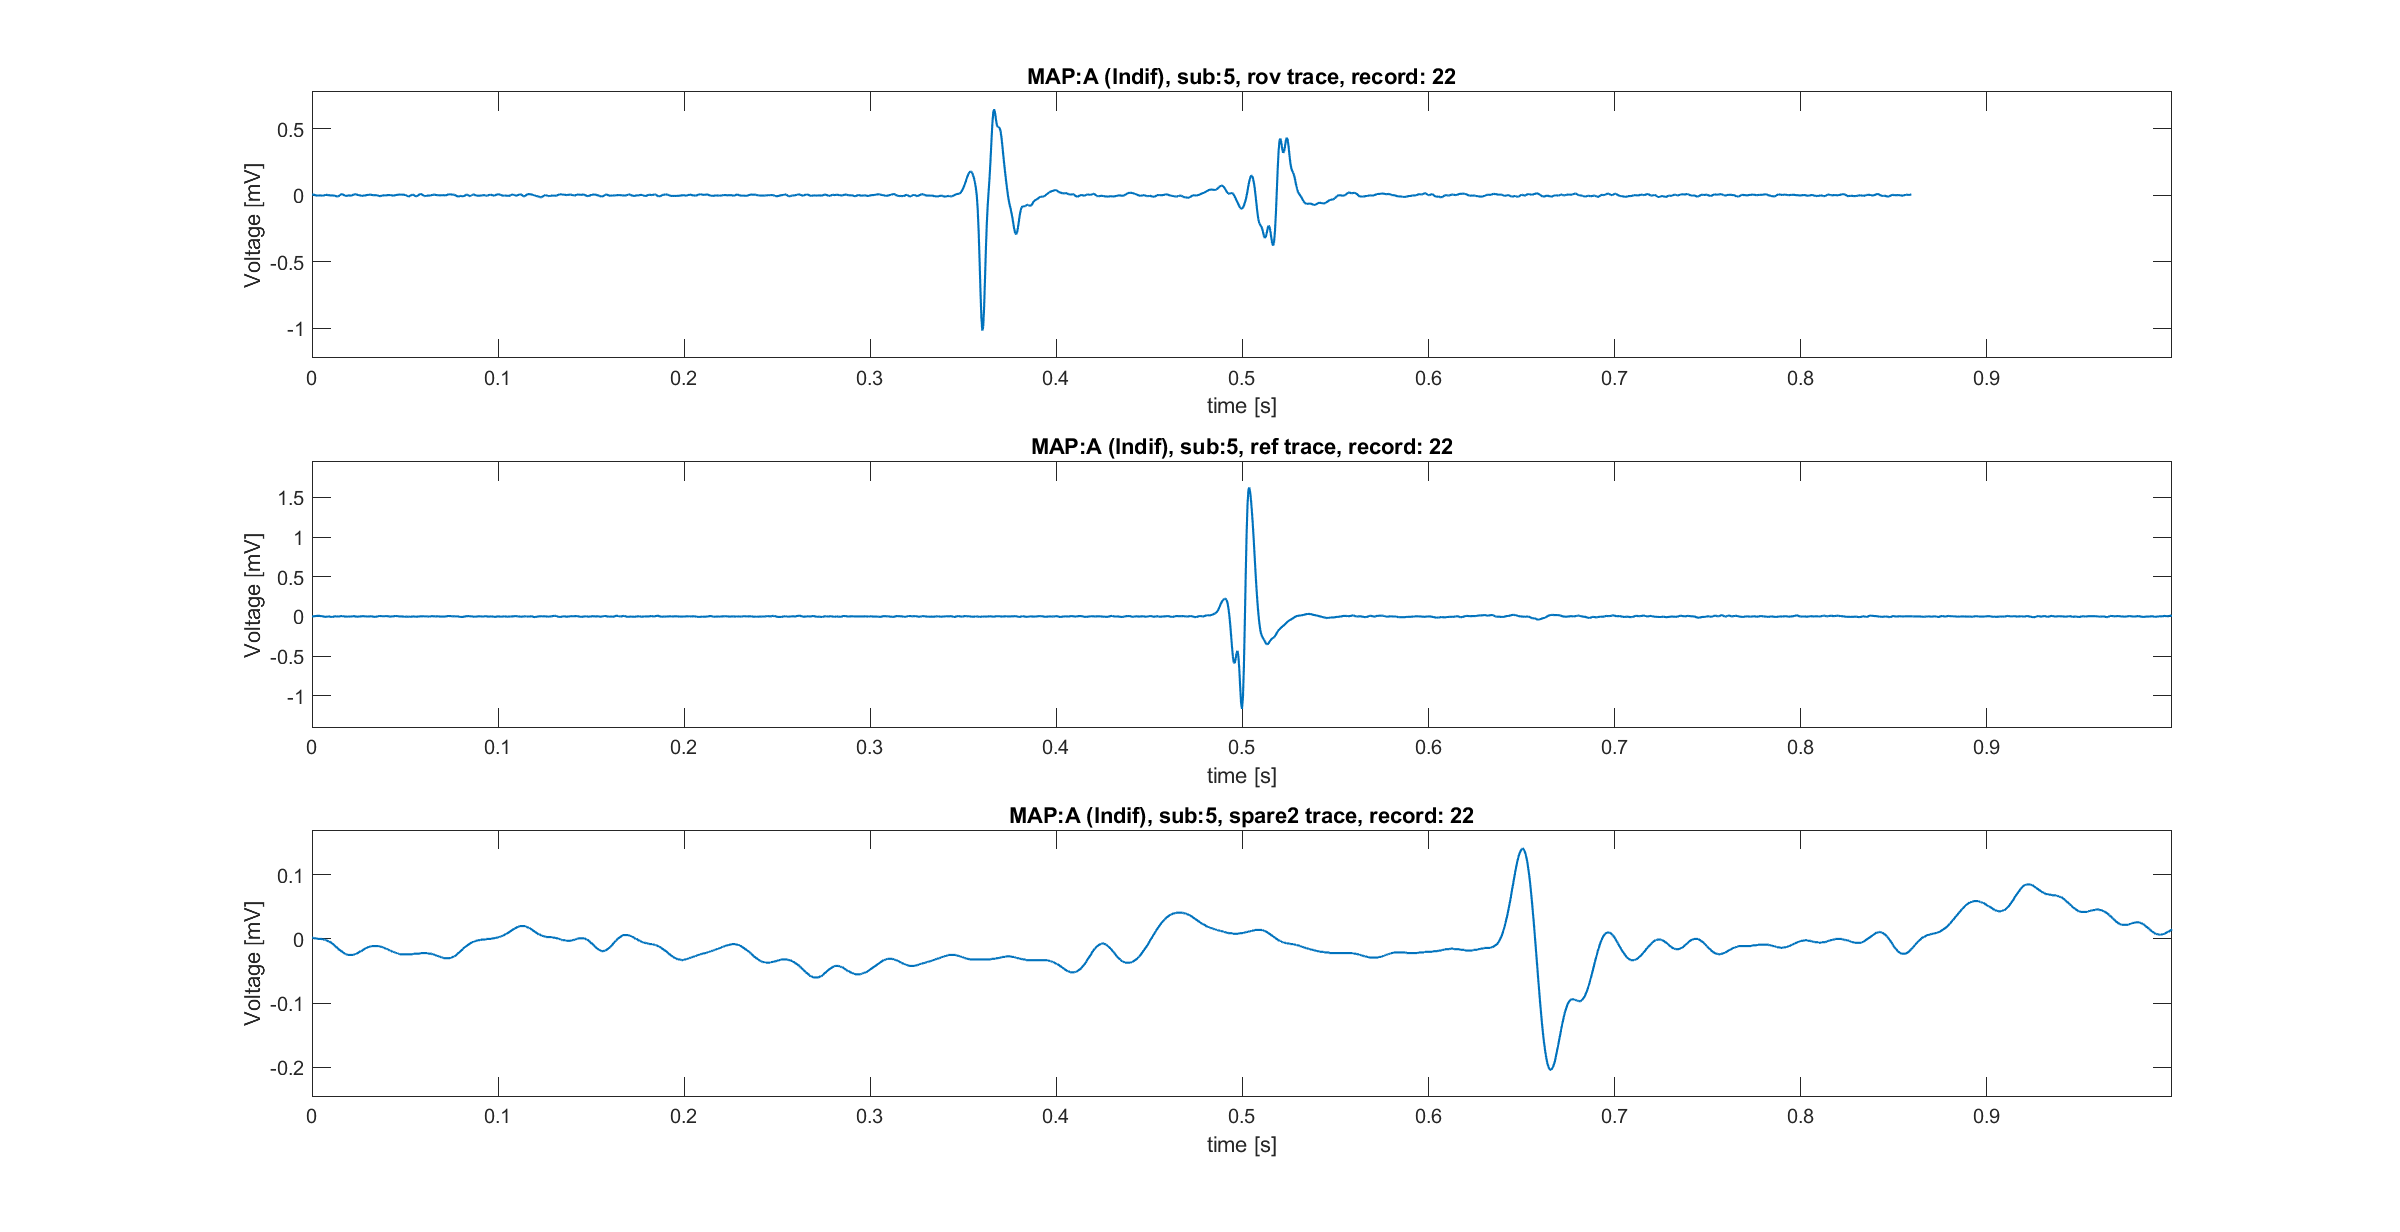 MAP:A (Indif), sub:5, rov trace, record: 22
Voltage [mV]
0.5
0
-0.5
-1
0 0.1 0.2 0.3 0.4 0.5 0.6 0.7 0.8 0.9
time [s]
MAP:A (Indif), sub:5, ref trace, record: 22
Voltage [mV]
1.5
1
0.5
0
-0.5
-1
0 0.1 0.2 0.3 0.4 0.5 0.6 0.7 0.8 0.9
time [s]
MAP:A (Indif), sub:5, spare2 trace, record: 22
Voltage [mV]
0.1
0
-0.1
-0.2
0 0.1 0.2 0.3 0.4 0.5 0.6 0.7 0.8 0.9
time [s]